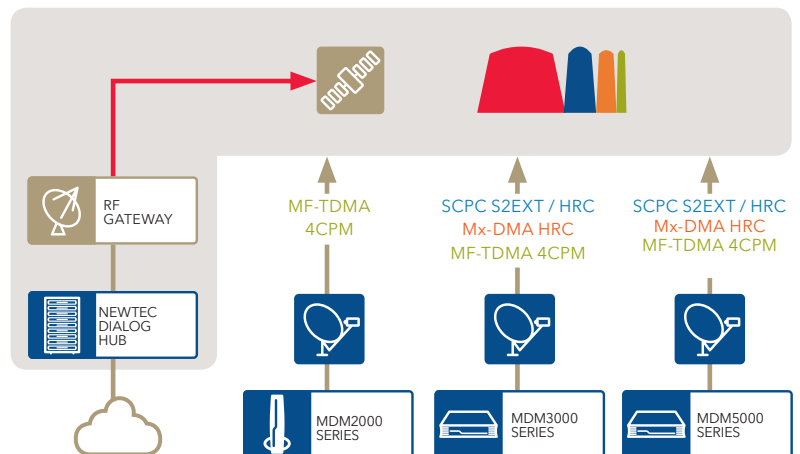 RF
GATEWAY
NEWTEC
DIALOG
HUB
MF-TDMA
4CPM
SCPC S2EXT / HRC
Mx-DMA HRC
MF-TDMA 4CPM
SCPC S2EXT / HRC
Mx-DMA HRC
MF-TDMA 4CPM
MDM2000
SERIES
MDM3000
SERIES
MDM5000
SERIES